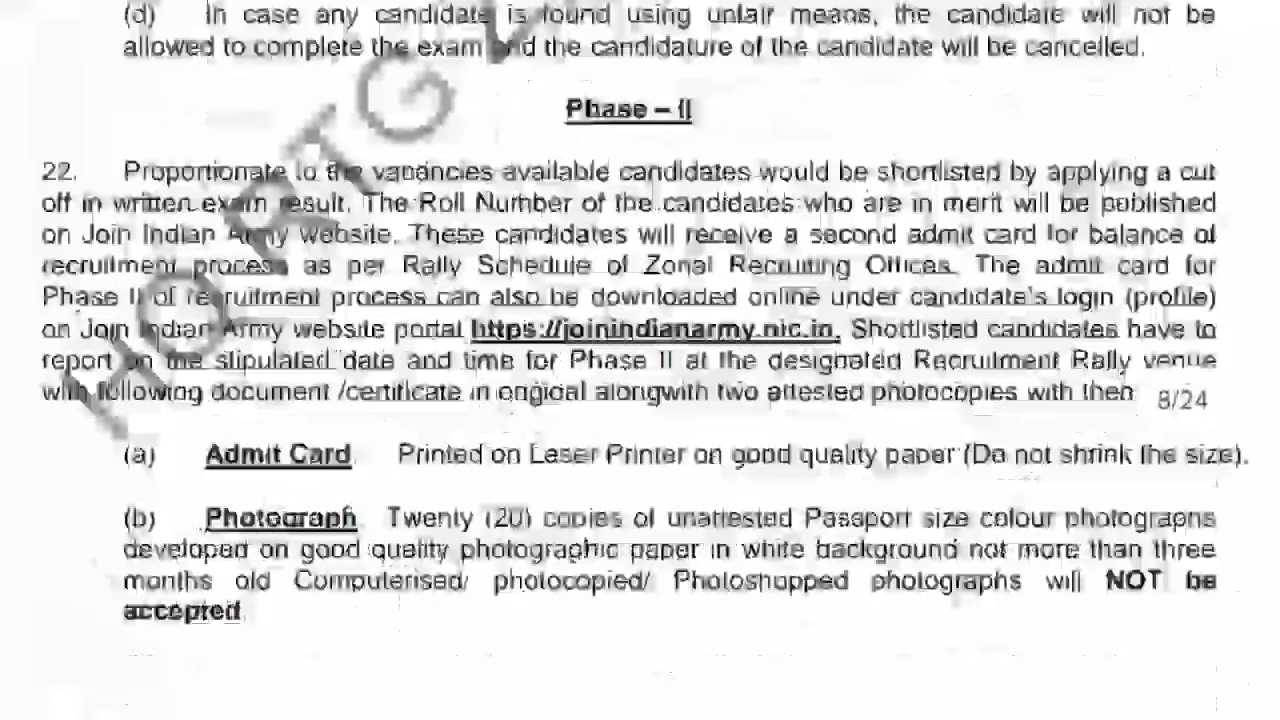 (d) In case any candidate is found using unfair means, the candidate will not be
allowed to complete the exam and the candidature of the candidate will be cancelled.
Phase – II
22. Proportionate to the vacancies available candidates would be shortlisted by applying a cut
off in written exam result. The Roll Number of the candidates who are in merit will be published
on Join Indian Army website. These candidates will receive a second admit card for balance of
recruitment process as per Rally Schedule of Zonal Recruiting Offices. The admit card for
Phase II of recruitment process can also be downloaded online under candidate's login (profile)
on Join Indian Army website portal https://joinindianarmy.nic.in. Shortlisted candidates have to
report on the stipulated date and time for Phase II at the designated Recruitment Rally venue
with following document /certificate in original alongwith two attested photocopies with
8/24
(a) Admit Card. Printed on Laser Printer on good quality paper (Do not shrink the size).
(b) Photograph. Twenty (20) copies of unattested Passport size colour photographs
developed on good quality photographic paper in white background not more than three
months old Computerised/ photocopied/ Photoshopped photographs will NOT be
accepted